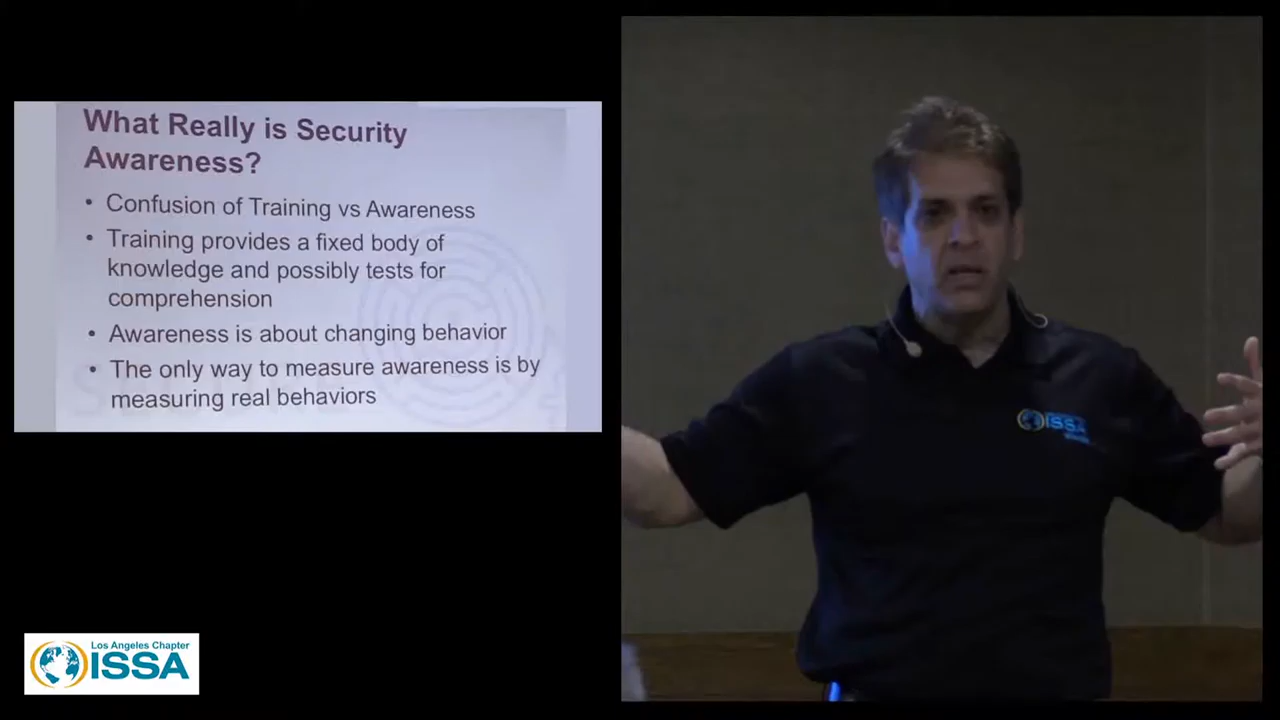 What Really is Security
Awareness?
• Confusion of Training vs Awareness
• Training provides a fixed body of
knowledge and possibly tests for
comprehension
• Awareness is about changing behavior
• The only way to measure awareness is by
measuring real behaviors
ISSA
Los Angeles Chapter
ISSA